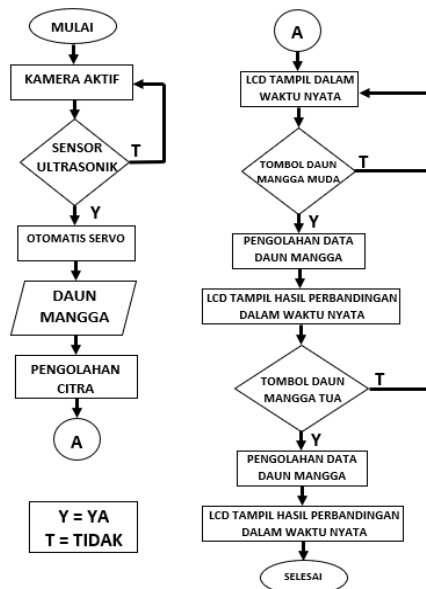 MULAI
KAMERA AKTIF
SENSOR
ULTRASONIK
T
Y
OTOMATIS SERVO
DAUN
MANGGA
PENGOLAHAN
CITRA
A
Y = YA
T = TIDAK
A
LCD TAMPIL DALAM
WAKTU NYATA
TOMBOL DAUN
MANGGA MUDA
T
Y
PENGOLAHAN DATA
DAUN MANGGA
LCD TAMPIL HASIL PERBANDINGAN
DALAM WAKTU NYATA
TOMBOL DAUN
MANGGA TUA
T
Y
PENGOLAHAN DATA
DAUN MANGGA
LCD TAMPIL HASIL PERBANDINGAN
DALAM WAKTU NYATA
SELESAI